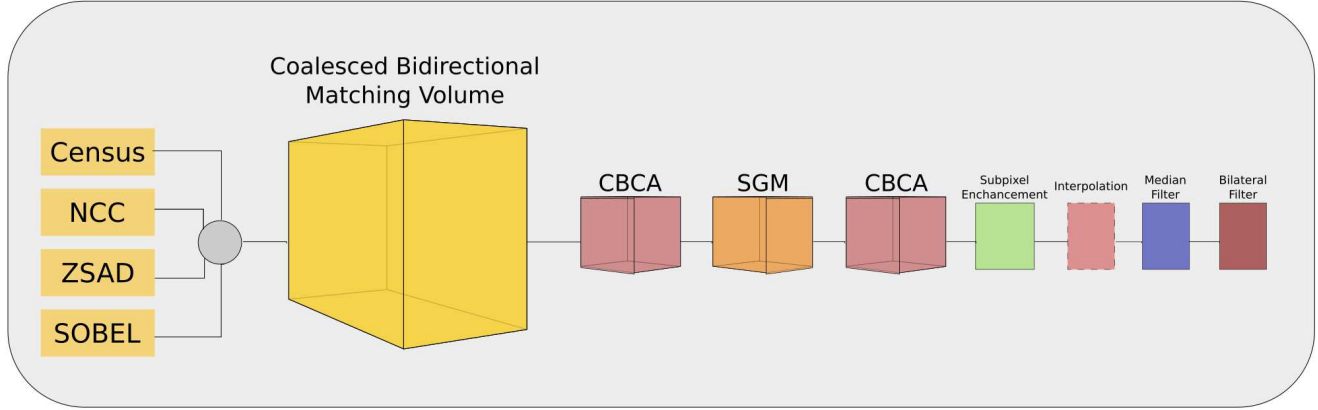 Coalesced Bidirectional
Matching Volume
Census
NCC
ZSAD
SOBEL
CBCA
SGM
CBCA
Subpixel
Enchancement
Interpolation
Median
Filter
Bilateral
Filter